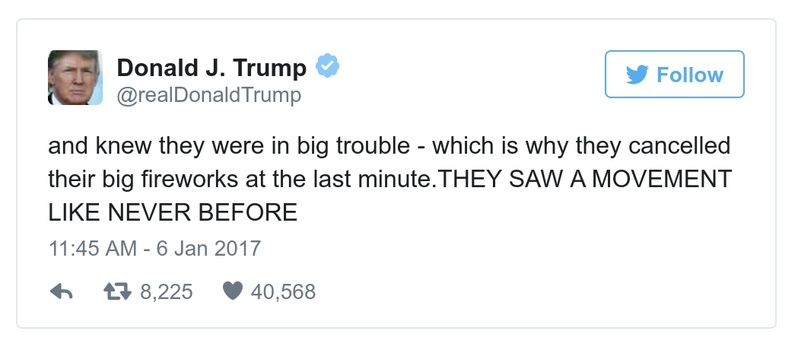 Donald J. Trump
@realDonaldTrump
Follow
and knew they were in big trouble - which is why they cancelled
their big fireworks at the last minute.THEY SAW A MOVEMENT
LIKE NEVER BEFORE
11:45 AM - 6 Jan 2017
8,225 40,568